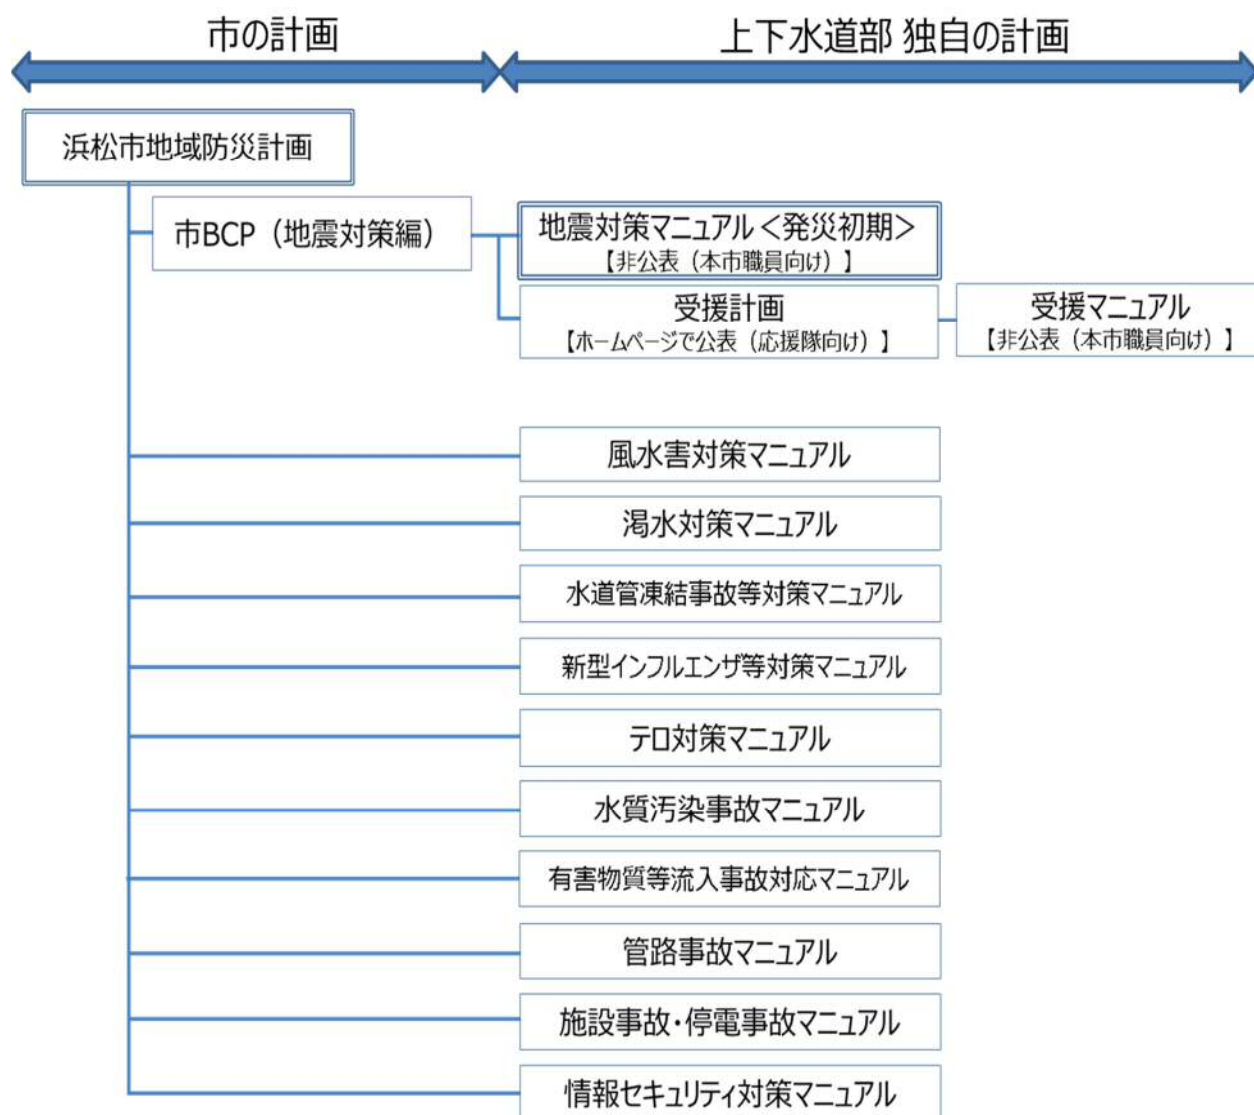 市の計画
上下水道部 独自の計画
浜松市地域防災計画
市BCP（地震対策編）
地震対策マニュアル＜発災初期＞
【非公表（本市職員向け）】
受援計画
【ホームページで公表（応援隊向け）】
受援マニュアル
【非公表（本市職員向け）】
風水害対策マニュアル
渇水対策マニュアル
水道管凍結事故等対策マニュアル
新型インフルエンザ等対策マニュアル
テロ対策マニュアル
水質汚染事故マニュアル
有害物質等流入事故対応マニュアル
管路事故マニュアル
施設事故・停電事故マニュアル
情報セキュリティ対策マニュアル